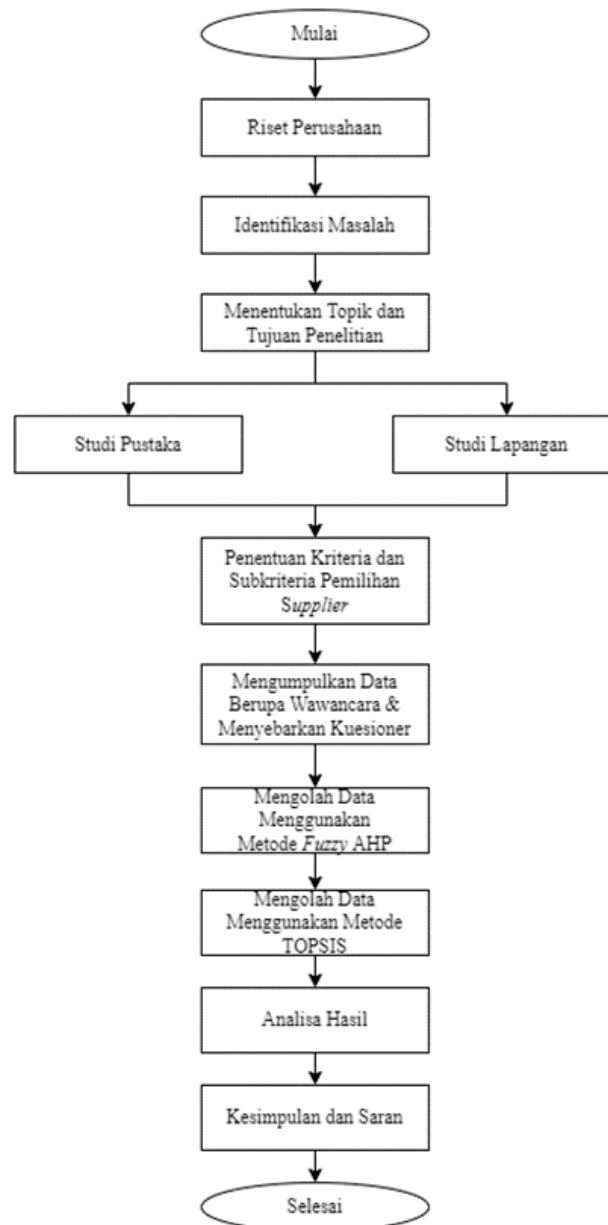 Mulai
Riset Perusahaan
Identifikasi Masalah
Menentukan Topik dan
Tujuan Penelitian
Studi Pustaka
Studi Lapangan
Penentuan Kriteria dan
Subkriteria Pemilihan
Supplier
Mengumpulkan Data
Berupa Wawancara &
Menyebarkan Kuesioner
Mengolah Data
Menggunakan
Metode Fuzzy AHP
Mengolah Data
Menggunakan Metode
TOPSIS
Analisa Hasil
Kesimpulan dan Saran
Selesai